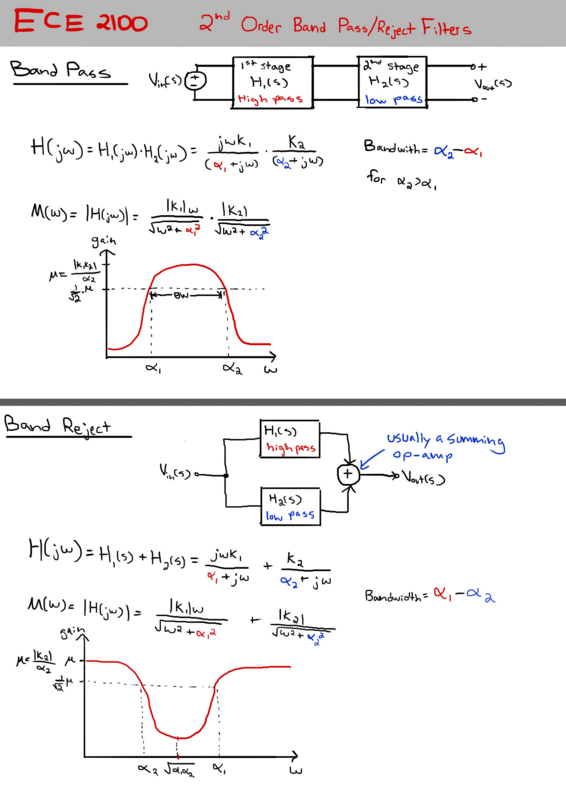 ECE 2100 2nd Order Band Pass/Reject Filters
Band Pass
Vin(s) + - 1st stage H₁(s) High pass 2nd stage H₂(s) low pass + Vout(s) -
H(jω) = H₁(jω)·H₂(jω) = jωK₁/(α₁+jω) · K₂/(α₂+jω)
Bandwith = α₂-α₁
for α₂>α₁
M(ω) = |H(jω)| = |K₁|ω/√(ω²+α₁²) · |K₂|/√(ω²+α₂²)
gain
μ = |K₁K₂|/α₂
1/√2·μ
BW
α₁ α₂ ω
Band Reject
Vin(s)
H₁(s)
high pass
H₂(s)
low pass
+
Vout(s)
usually a summing
op-amp
H(jω) = H₁(s) + H₂(s) = jωK₁/(α₁+jω) + K₂/(α₂+jω)
Bandwidth = α₁-α₂
M(ω) = |H(jω)| = |K₁|ω/√(ω²+α₁²) + |K₂|/√(ω²+α₂²)
gain
μ = |K₂|/α₂ μ
1/√2 μ
α₂ √α₁α₂ α₁ ω